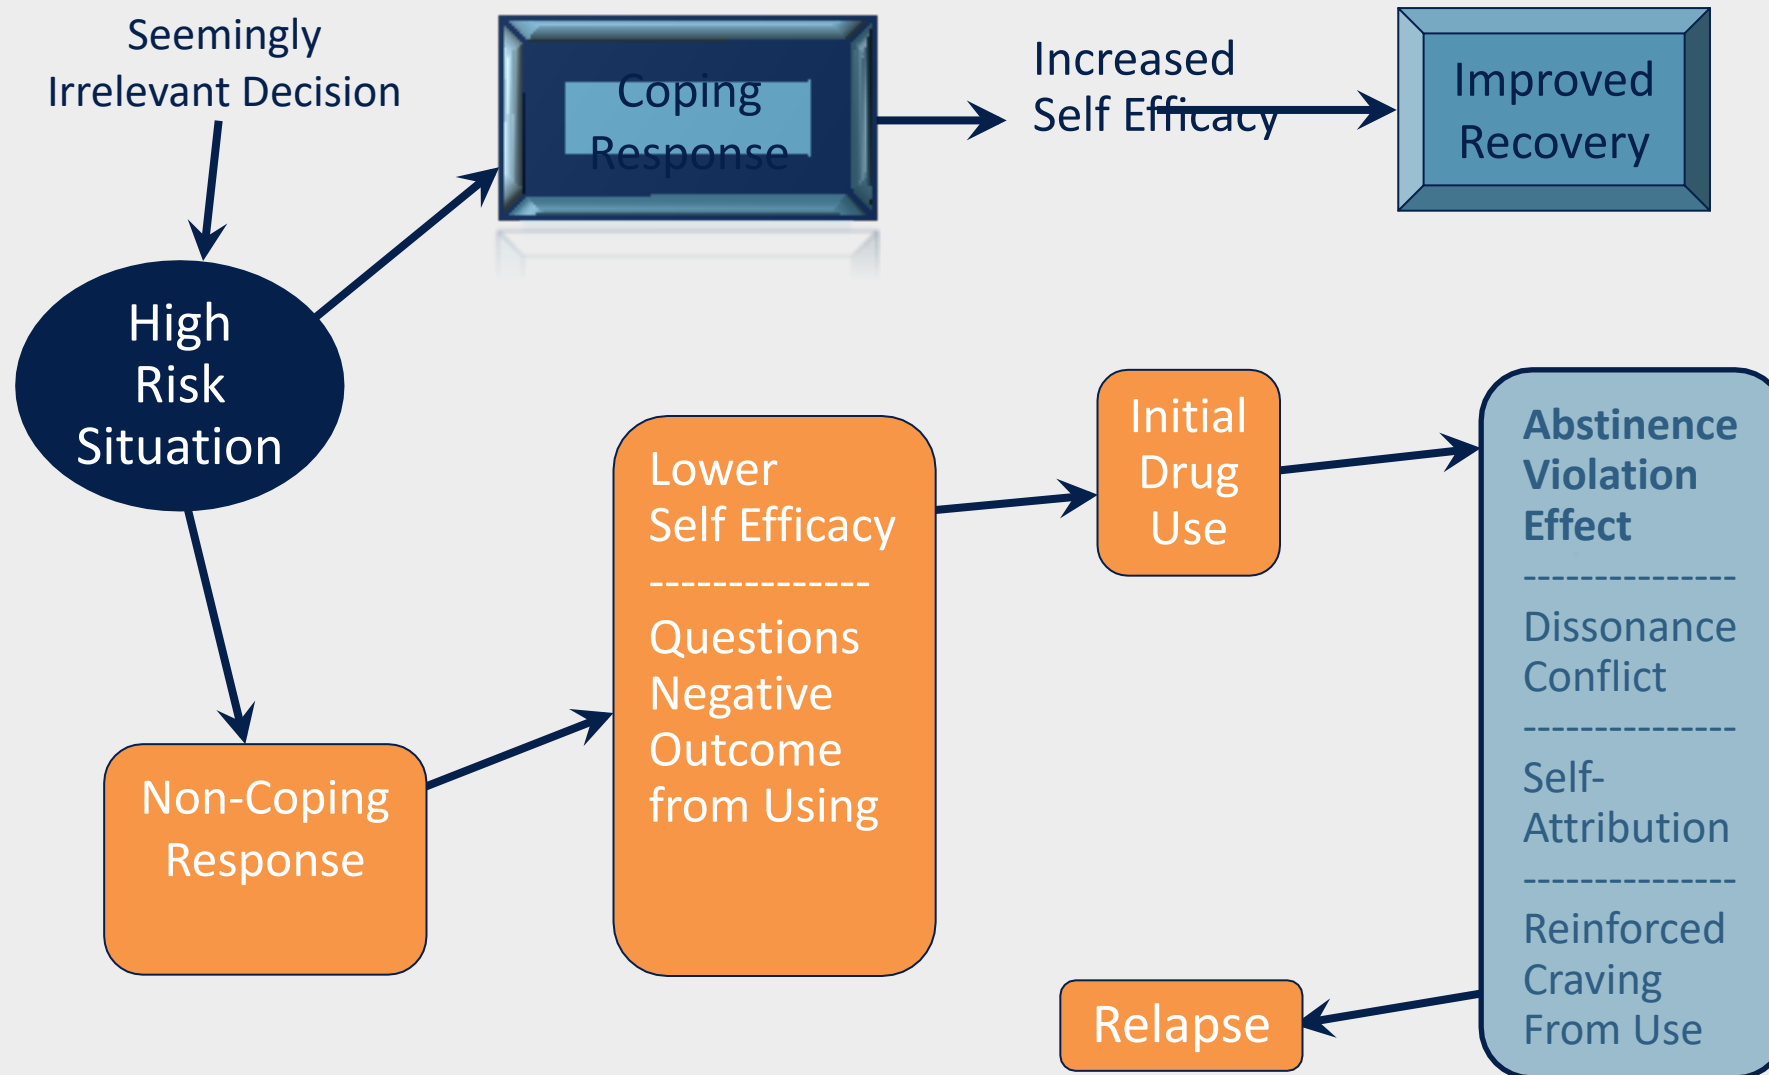 Seemingly
Irrelevant Decision
Coping
Response
Increased
Self Efficacy
Improved
Recovery
High
Risk
Situation
Non-Coping
Response
Lower
Self Efficacy
--------------
Questions
Negative
Outcome
from Using
Initial
Drug
Use
Abstinence
Violation
Effect
---------------
Dissonance
Conflict
---------------
Self-
Attribution
---------------
Reinforced
Craving
From Use
Relapse